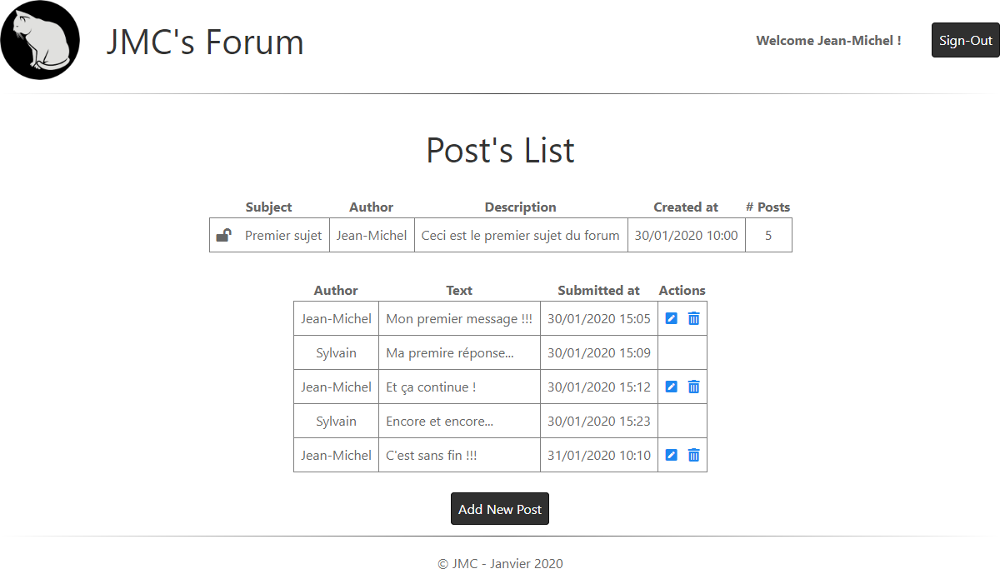 JMC's Forum
Welcome Jean-Michel !
Sign-Out
Post's List
Subject Author Description Created at # Posts
Premier sujet Jean-Michel Ceci est le premier sujet du forum 30/01/2020 10:00 5
Author Text Submitted at Actions
Jean-Michel Mon premier message !!! 30/01/2020 15:05
Sylvain Ma premire réponse... 30/01/2020 15:09
Jean-Michel Et ça continue ! 30/01/2020 15:12
Sylvain Encore et encore... 30/01/2020 15:23
Jean-Michel C'est sans fin !!! 31/01/2020 10:10
Add New Post
© JMC - Janvier 2020